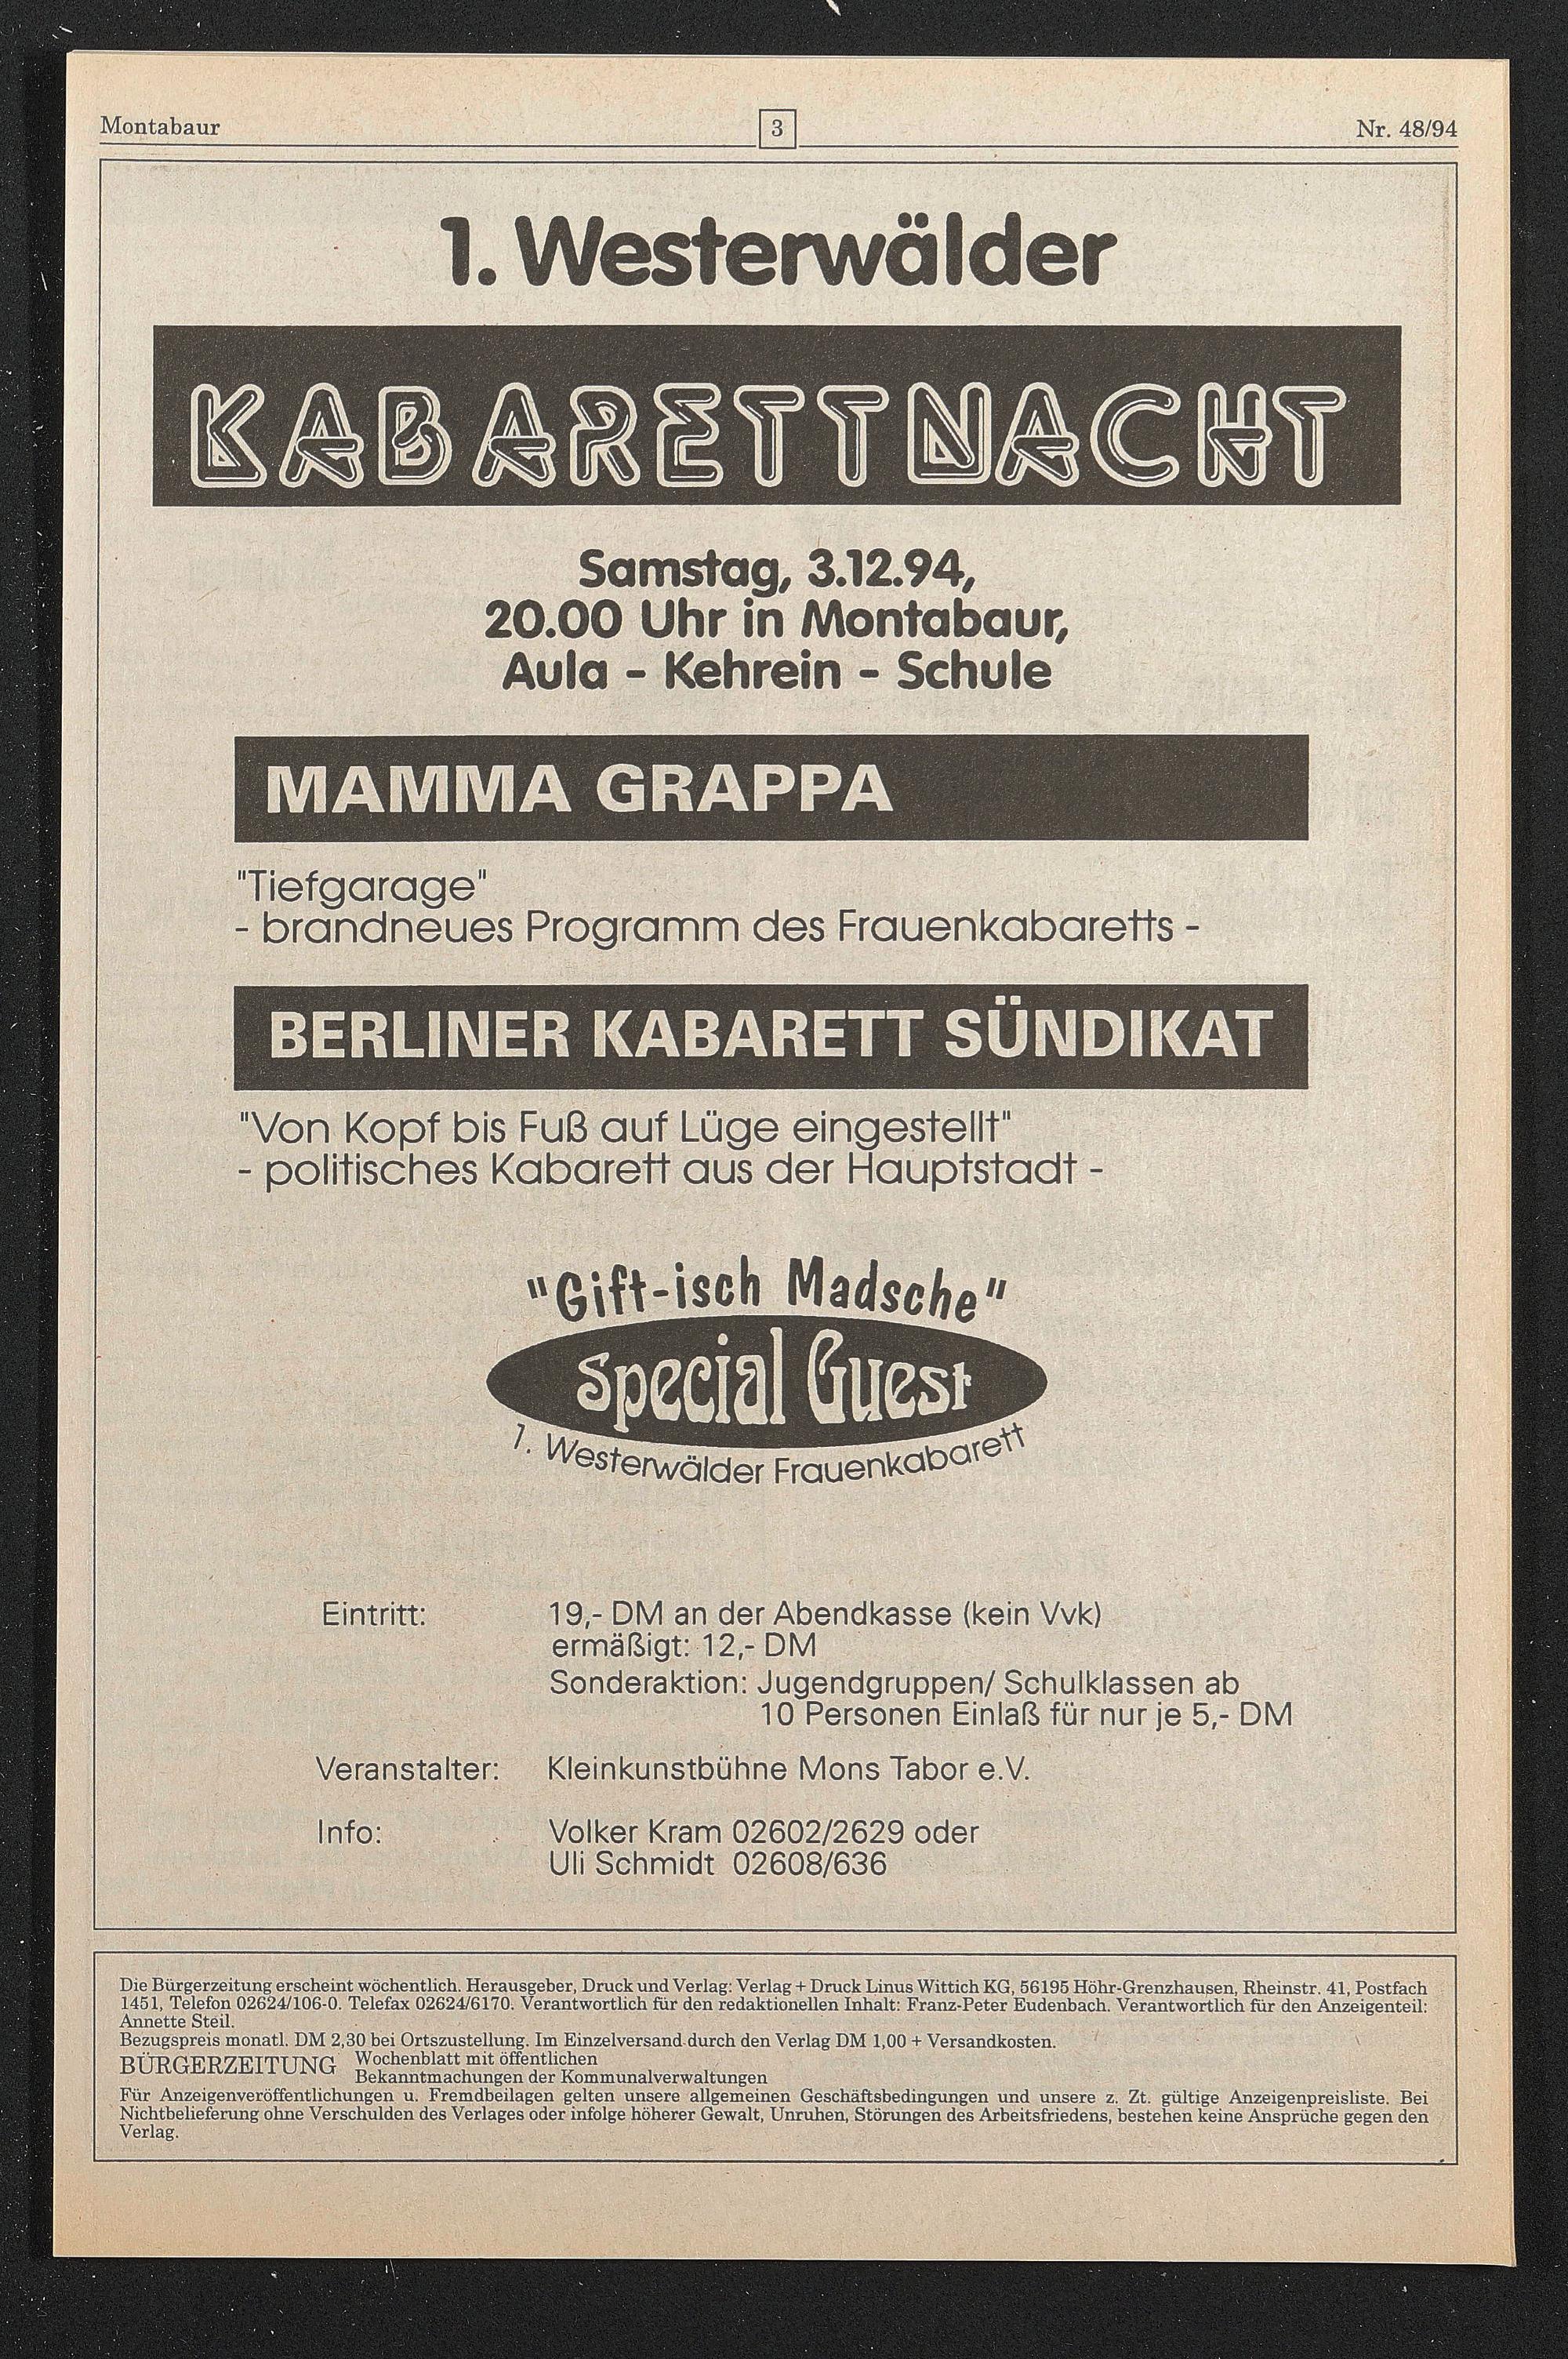 Montabaur
3
Nr. 48/94
1. Westerwälder
KABARETTNACHT
Samstag, 3.12.94,
20.00 Uhr in Montabaur,
Aula - Kehrein - Schule
MAMMA GRAPPA
"Tiefgarage"
- brandneues Programm des Frauenkabaretts -
BERLINER KABARETT SÜNDIKAT
"Von Kopf bis Fuß auf Lüge eingestellt"
- politisches Kabarett aus der Hauptstadt -
"Gift-isch Madsche"
Special Guest
1. Westerwälder Frauenkabarett
Eintritt: 19,- DM an der Abendkasse (kein Vvk)
ermäßigt: 12,- DM
Sonderaktion: Jugendgruppen/ Schulklassen ab
10 Personen Einlaß für nur je 5,- DM
Veranstalter: Kleinkunstbühne Mons Tabor e.V.
Info: Volker Kram 02602/2629 oder
Uli Schmidt 02608/636
Die Bürgerzeitung erscheint wöchentlich. Herausgeber, Druck und Verlag: Verlag + Druck Linus Wittich KG, 56195 Höhr-Grenzhausen, Rheinstr. 41, Postfach
1451, Telefon 02624/106-0. Telefax 02624/6170. Verantwortlich für den redaktionellen Inhalt: Franz-Peter Eudenbach. Verantwortlich für den Anzeigenteil:
Annette Steil.
Bezugspreis monatl. DM 2,30 bei Ortszustellung. Im Einzelversand durch den Verlag DM 1,00 + Versandkosten.
BÜRGERZEITUNG Wochenblatt mit öffentlichen
Bekanntmachungen der Kommunalverwaltungen
Für Anzeigenveröffentlichungen u. Fremdbeilagen gelten unsere allgemeinen Geschäftsbedingungen und unsere z. Zt. gültige Anzeigenpreisliste. Bei
Nichtbelieferung ohne Verschulden des Verlages oder infolge höherer Gewalt, Unruhen, Störungen des Arbeitsfriedens, bestehen keine Ansprüche gegen den
Verlag.